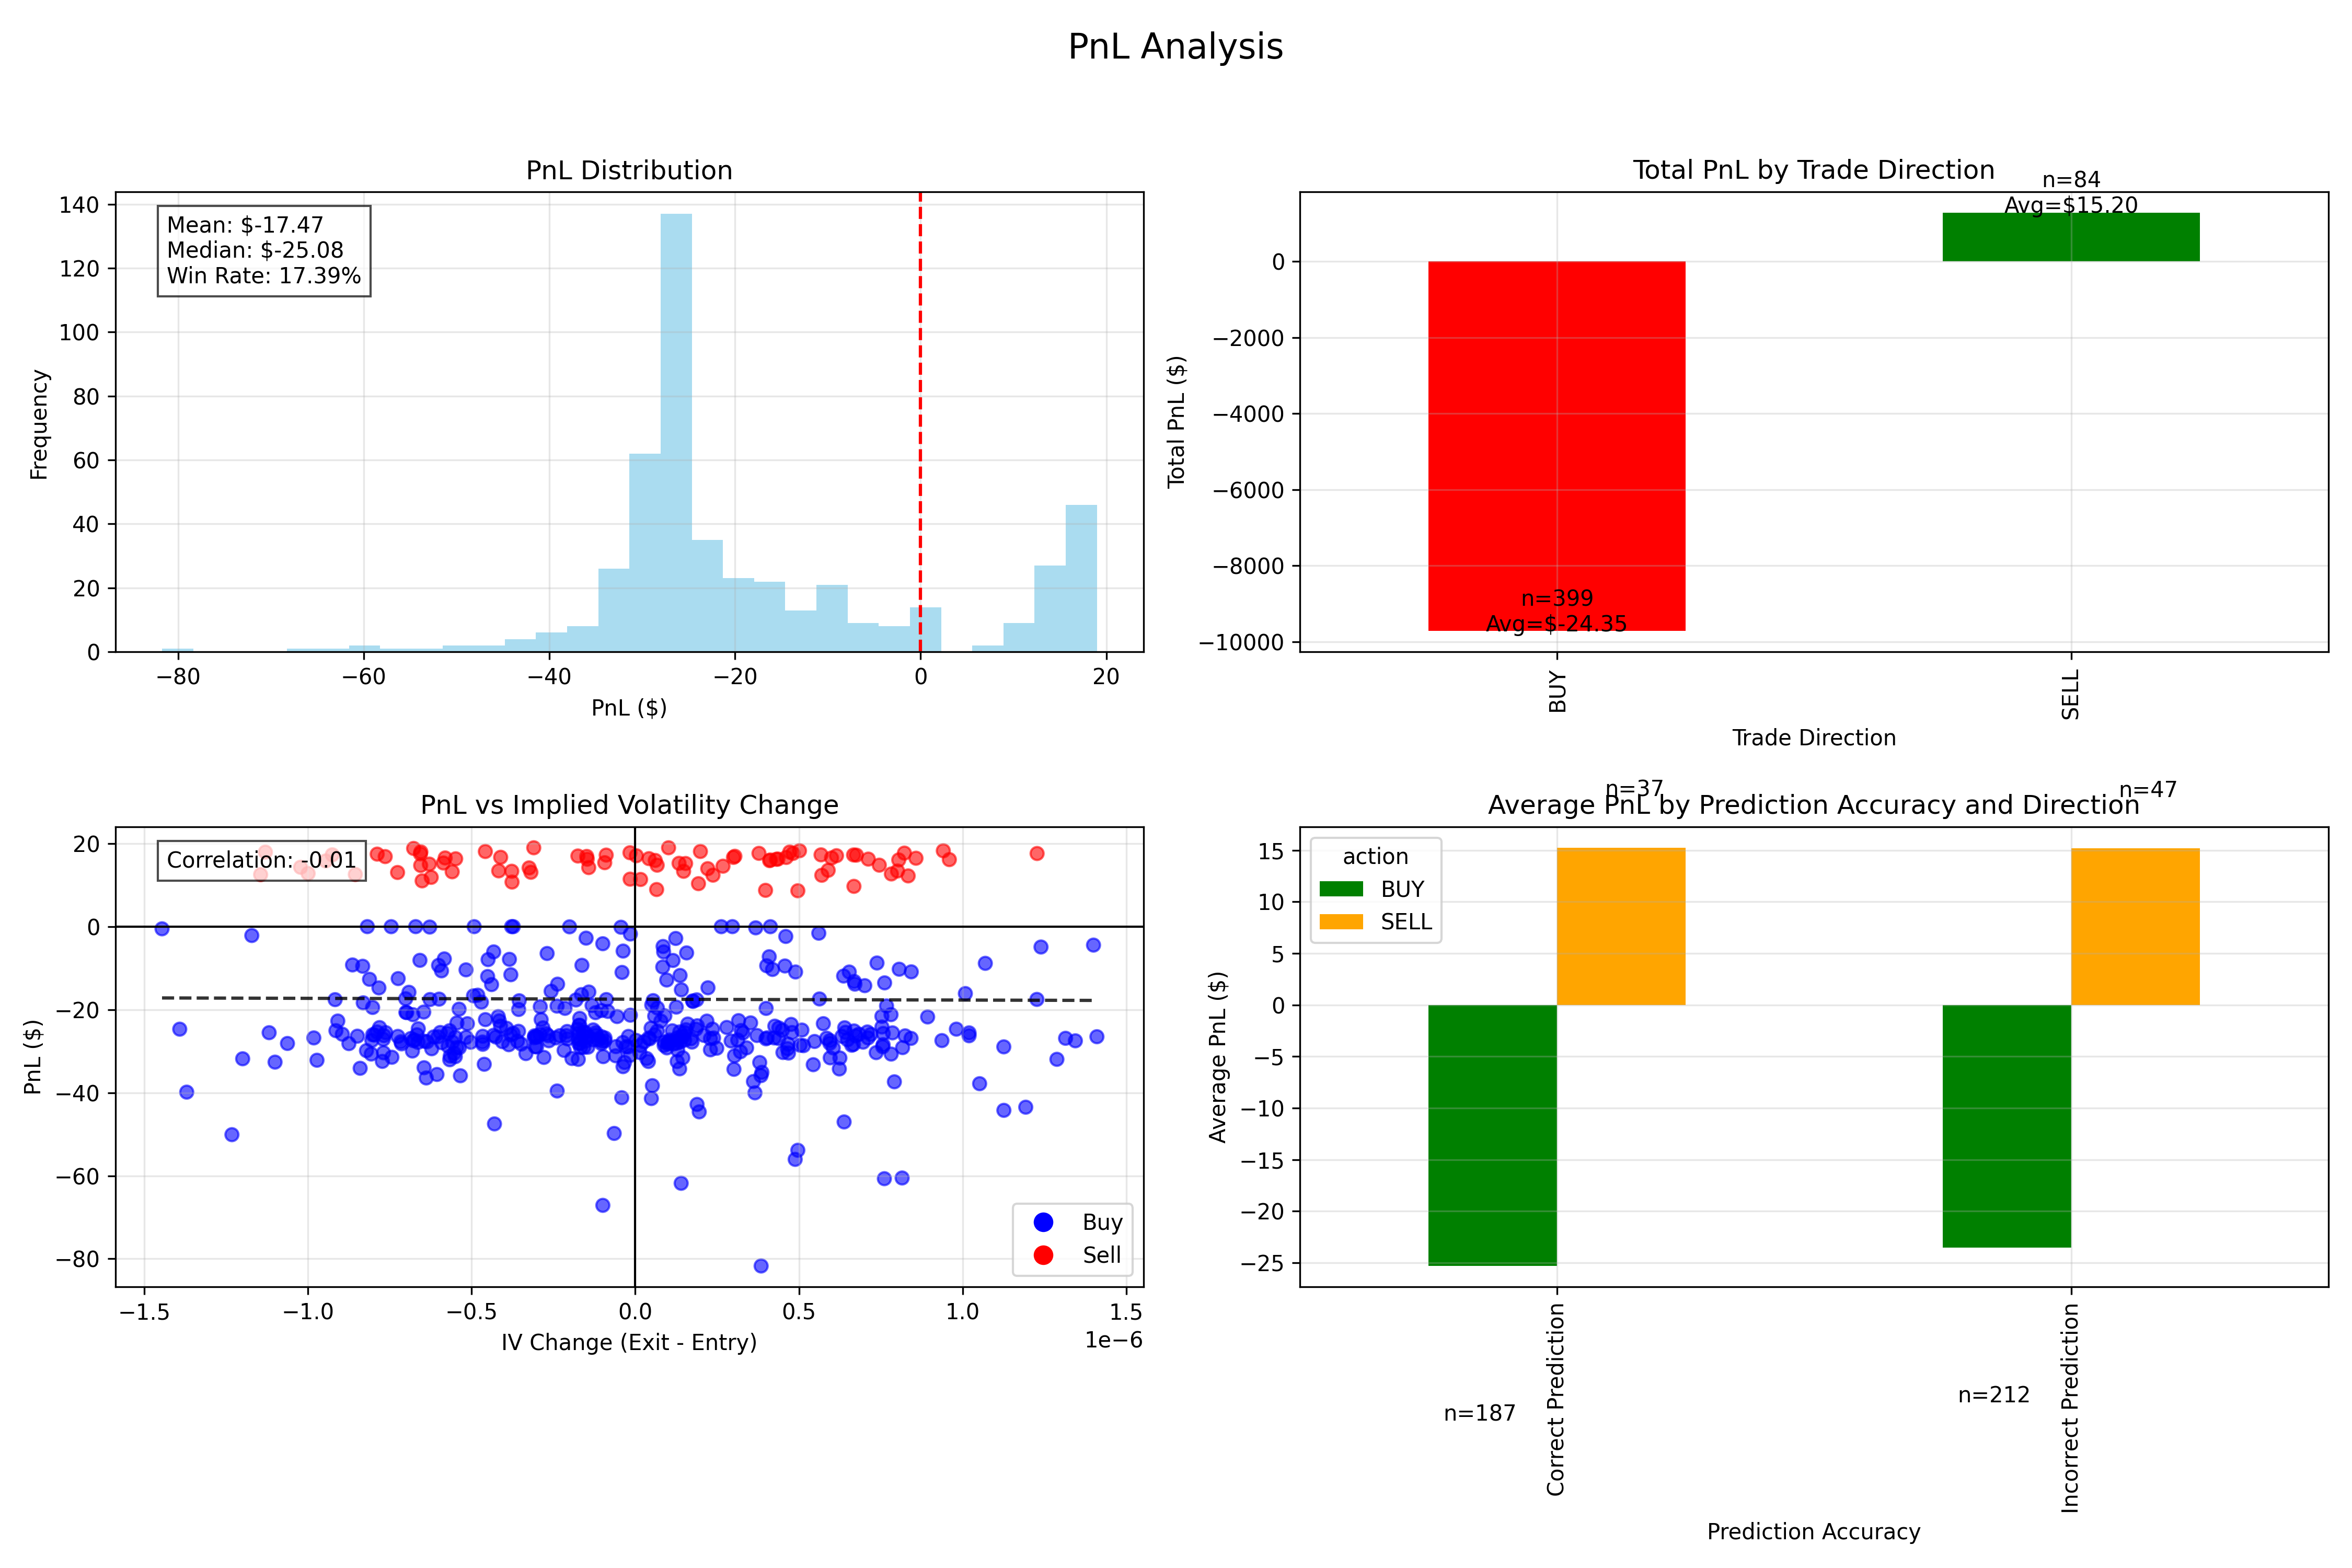 PnL Analysis
PnL Distribution
140
120
100
80
60
40
20
0
Frequency
Mean: $-17.47
Median: $-25.08
Win Rate: 17.39%
−80
−60
−40
−20
0
20
PnL ($)
Total PnL by Trade Direction
n=84
Avg=$15.20
0
−2000
−4000
−6000
−8000
−10000
Total PnL ($)
n=399
Avg=$-24.35
BUY
SELL
Trade Direction
PnL vs Implied Volatility Change
20
0
−20
−40
−60
−80
PnL ($)
Correlation: -0.01
Buy
Sell
−1.5
−1.0
−0.5
0.0
0.5
1.0
1.5
1e−6
IV Change (Exit - Entry)
n=37
n=47
Average PnL by Prediction Accuracy and Direction
15
10
5
0
−5
−10
−15
−20
−25
Average PnL ($)
action
BUY
SELL
n=187
n=212
Correct Prediction
Incorrect Prediction
Prediction Accuracy